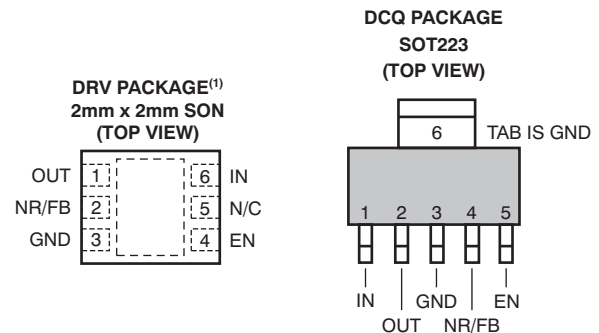 DRV PACKAGE(1)
2mm x 2mm SON
(TOP VIEW)
OUT 1 6 IN
NR/FB 2 5 N/C
GND 3 4 EN
DCQ PACKAGE
SOT223
(TOP VIEW)
6 TAB IS GND
1 2 3 4 5
IN GND EN
OUT NR/FB